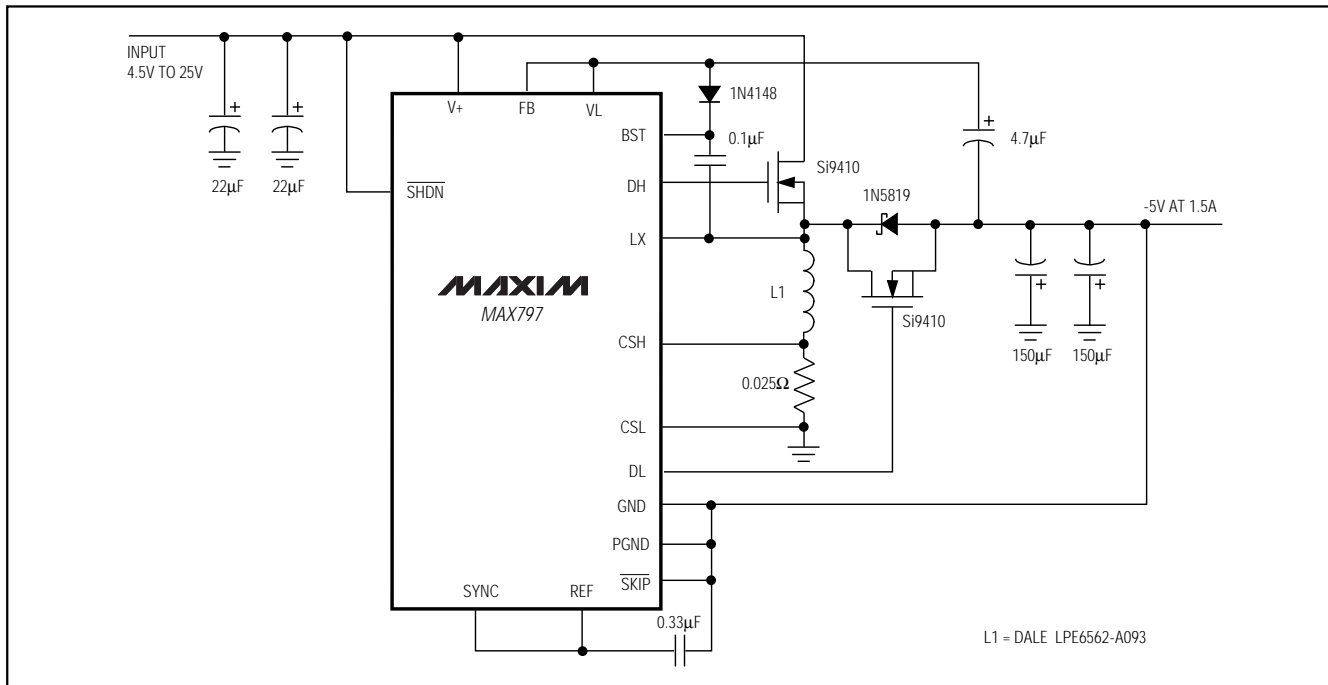 INPUT
4.5V TO 25V
V+
FB
VL
1N4148
BST
0.1μF
4.7μF
22μF
22μF
SHDN
DH
Si9410
1N5819
-5V AT 1.5A
LX
MAXIM
MAX797
L1
Si9410
CSH
150μF
150μF
0.025Ω
CSL
DL
GND
PGND
SKIP
SYNC
REF
0.33μF
L1 = DALE LPE6562-A093